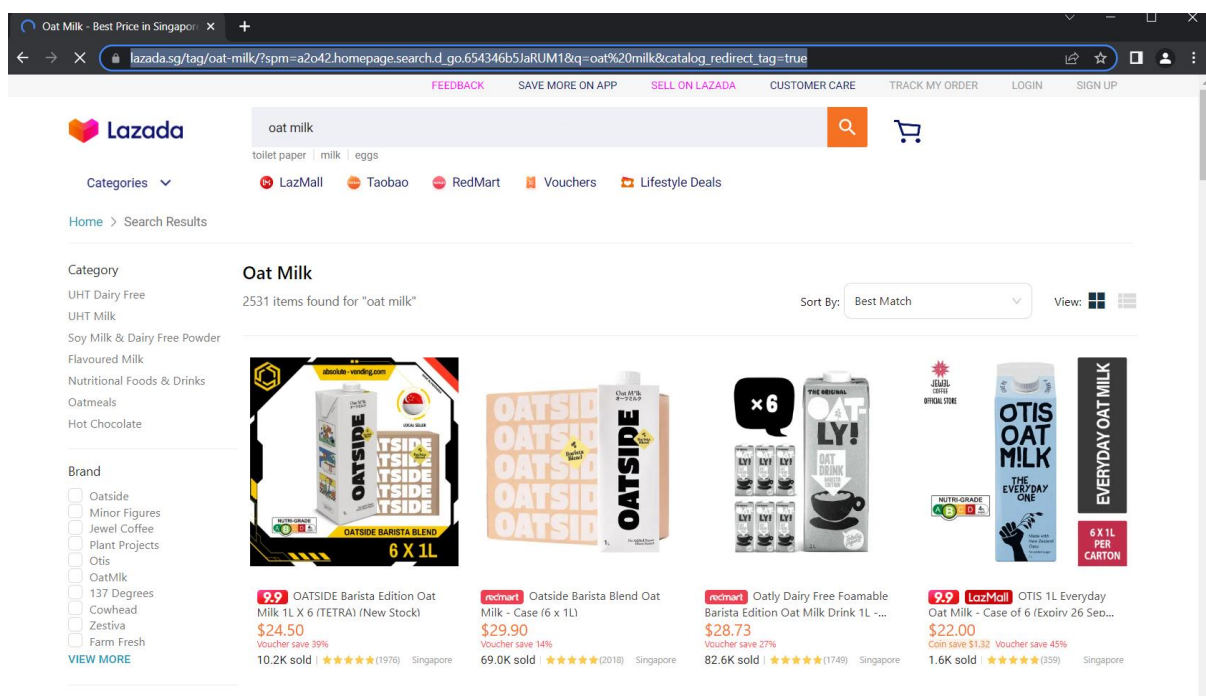 Oat Milk - Best Price in Singapor
lazada.sg/tag/oat-milk/?spm=a2o42.homepage.search.d_go.654346b5JaRUM1&q=oat%20milk&catalog_redirect_tag=true
FEEDBACK SAVE MORE ON APP SELL ON LAZADA CUSTOMER CARE TRACK MY ORDER LOGIN SIGN UP
Lazada
oat milk
toilet paper milk eggs
Categories LazMall Taobao RedMart Vouchers Lifestyle Deals
Home > Search Results
Category
UHT Dairy Free
UHT Milk
Soy Milk & Dairy Free Powder
Flavoured Milk
Nutritional Foods & Drinks
Oatmeals
Hot Chocolate
Brand
Oatside
Minor Figures
Jewel Coffee
Plant Projects
Otis
OatMlk
137 Degrees
Cowhead
Zestiva
Farm Fresh
VIEW MORE
Oat Milk
2531 items found for "oat milk"
Sort By: Best Match View:
absolute-vending.com
LOCAL SELLER
OATSIDE
NUTRI-GRADE
OATSIDE BARISTA BLEND
6 X 1L
9.9 OATSIDE Barista Edition Oat
Milk 1L X 6 (TETRA) (New Stock)
$24.50
Voucher save 39%
10.2K sold (1976) Singapore
OATSIDE
Barista
Blend
redmart Oatside Barista Blend Oat
Milk - Case (6 x 1L)
$29.90
Voucher save 14%
69.0K sold (2018) Singapore
×6
THE ORIGINAL
OAT-
LY!
OAT
DRINK
BARISTA
EDITION
redmart Oatly Dairy Free Foamable
Barista Edition Oat Milk Drink 1L -...
$28.73
Voucher save 27%
82.6K sold (1749) Singapore
JEWEL
COFFEE
OFFICIAL STORE
OTIS
OAT
M!LK
THE
EVERYDAY
ONE
NUTRI-GRADE
EVERYDAY OAT MILK
6 X 1L
PER
CARTON
9.9 LazMall OTIS 1L Everyday
Oat Milk - Case of 6 (Expiry 26 Sep...
$22.00
Coin save $1.32 Voucher save 45%
1.6K sold (359) Singapore